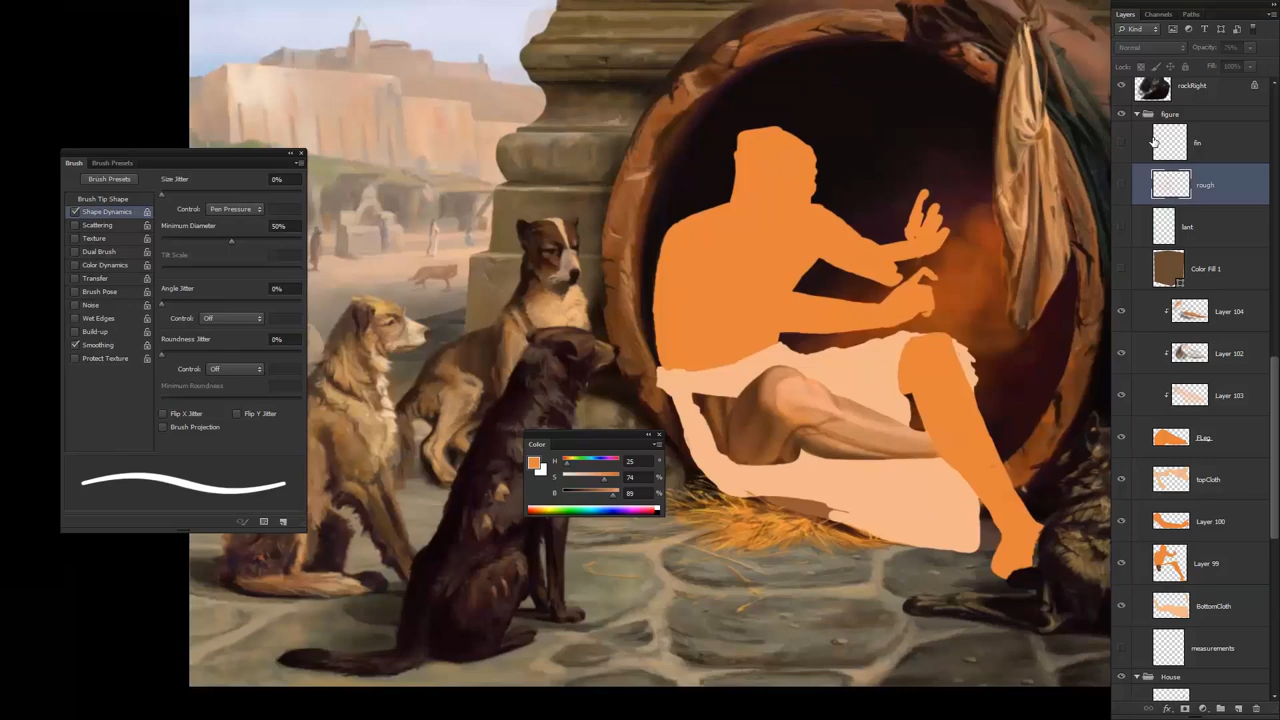 Layers Channels Paths
Kind
Normal Opacity: 75%
Lock: Fill: 100%
rockRight
figure
fin
rough
lant
Color Fill 1
Layer 104
Layer 102
Layer 103
FLeg
topCloth
Layer 100
Layer 99
BottomCloth
measurements
House
Brush Brush Presets
Brush Presets
Brush Tip Shape
Shape Dynamics
Scattering
Texture
Dual Brush
Color Dynamics
Transfer
Brush Pose
Noise
Wet Edges
Build-up
Smoothing
Protect Texture
Size Jitter 0%
Control: Pen Pressure
Minimum Diameter 50%
Tilt Scale
Angle Jitter 0%
Control: Off
Roundness Jitter 0%
Control: Off
Minimum Roundness
Flip X Jitter Flip Y Jitter
Brush Projection
Color
H 25 °
S 74 %
B 89 %